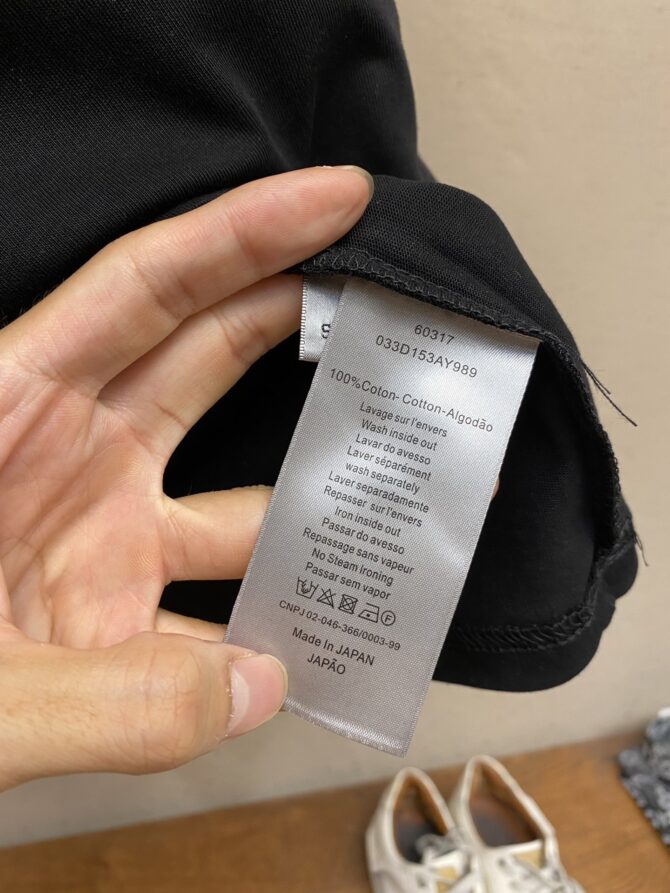 S
60317
033D153AY989
100%Coton-Cotton-Algodão
Lavage sur l'envers
Wash inside out
Lavar do avesso
Laver séparément
wash separately
Laver separadamente
Repasser sur l'envers
Iron inside out
Passar do avesso
Repassage sans vapeur
No Steam Ironing
Passar sem vapor
CNPJ 02-046-366/0003-99
Made In JAPAN
JAPÃO